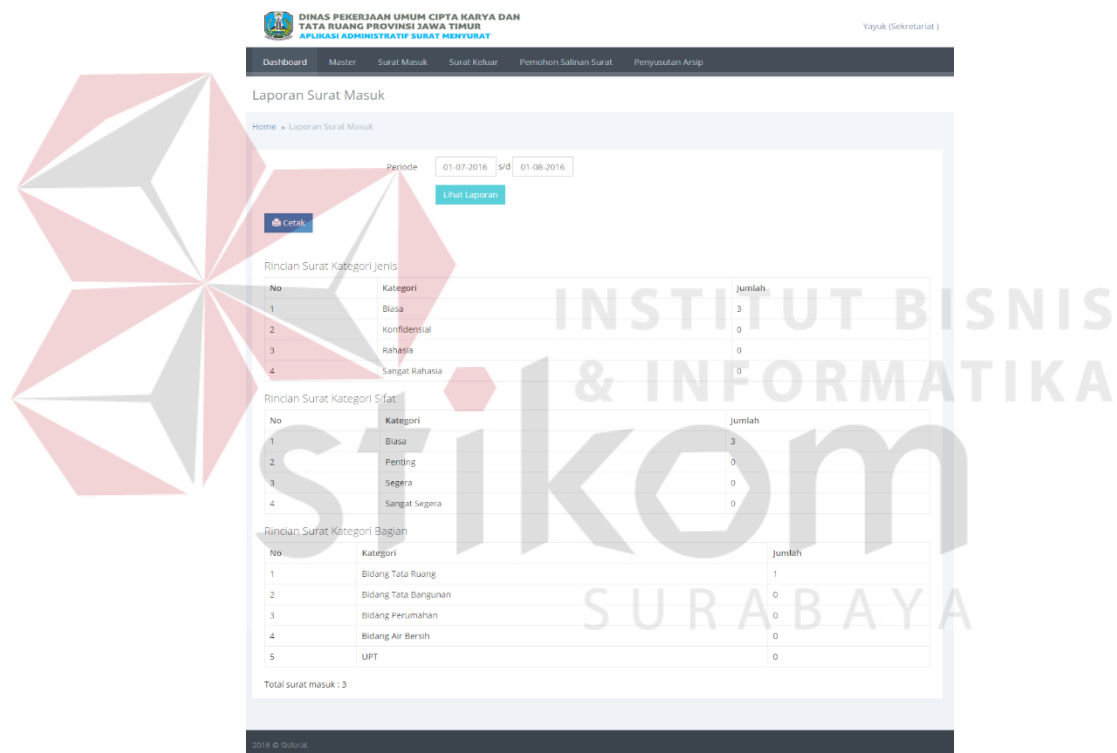 DINAS PEKERJAAN UMUM CIPTA KARYA DAN
TATA RUANG PROVINSI JAWA TIMUR
APLIKASI ADMINISTRATIF SURAT MENYURAT
Yayuk (Sekretariat )
Dashboard Master Surat Masuk Surat Keluar Pemohon Salinan Surat Penyusutan Arsip
Laporan Surat Masuk
Home Laporan Surat Masuk
Periode 01-07-2016 s/d 01-08-2016
Lihat Laporan
Cetak
Rincian Surat Kategori Jenis
No Kategori Jumlah
1 Biasa 3
2 Konfidensial 0
3 Rahasia 0
4 Sangat Rahasia 0
Rincian Surat Kategori Sifat
No Kategori Jumlah
1 Biasa 3
2 Penting 0
3 Segera 0
4 Sangat Segera 0
Rincian Surat Kategori Bagian
No Kategori Jumlah
1 Bidang Tata Ruang 1
2 Bidang Tata Bangunan 0
3 Bidang Perumahan 0
4 Bidang Air Bersih 0
5 UPT 0
Total surat masuk : 3
2016 © Sisforat.
INSTITUT BISNIS
& INFORMATIKA
stikom
SURABAYA